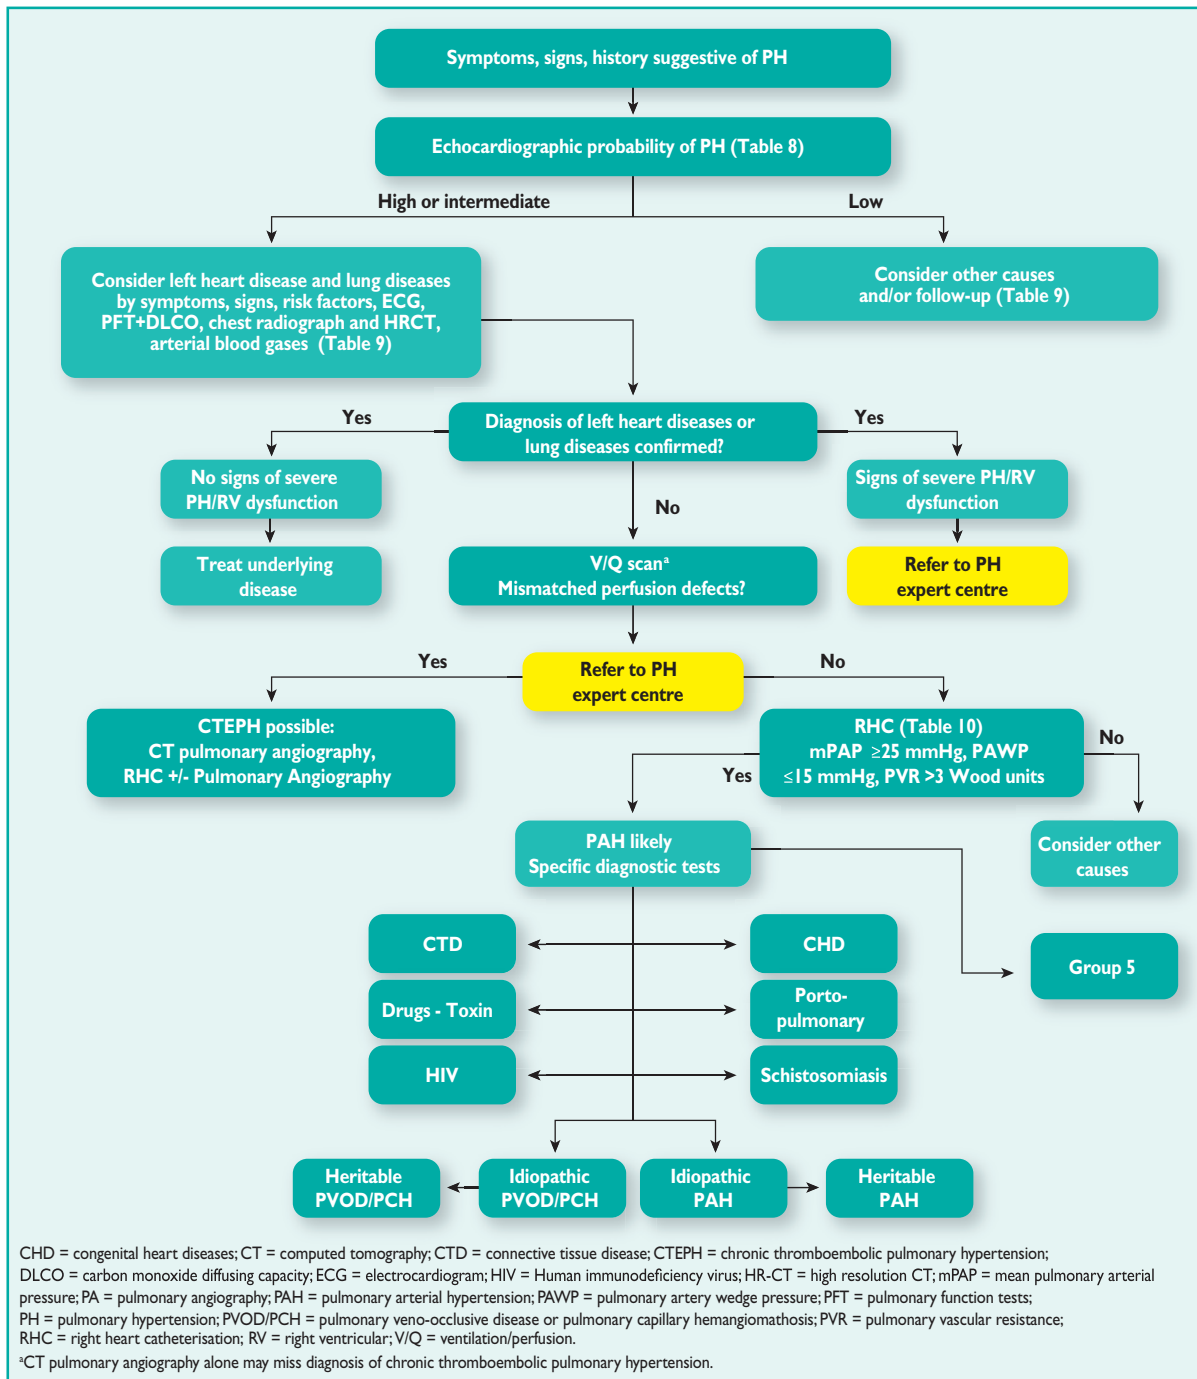 Symptoms, signs, history suggestive of PH
Echocardiographic probability of PH (Table 8)
High or intermediate
Low
Consider left heart disease and lung diseases
by symptoms, signs, risk factors, ECG,
PFT+DLCO, chest radiograph and HRCT,
arterial blood gases (Table 9)
Consider other causes
and/or follow-up (Table 9)
Yes
Diagnosis of left heart diseases or
lung diseases confirmed?
Yes
No signs of severe
PH/RV dysfunction
Signs of severe PH/RV
dysfunction
No
Treat underlying
disease
V/Q scanᵃ
Mismatched perfusion defects?
Refer to PH
expert centre
Yes
Refer to PH
expert centre
No
CTEPH possible:
CT pulmonary angiography,
RHC +/- Pulmonary Angiography
RHC (Table 10)
mPAP ≥25 mmHg, PAWP
≤15 mmHg, PVR >3 Wood units
No
Yes
PAH likely
Specific diagnostic tests
Consider other
causes
CTD
CHD
Group 5
Drugs - Toxin
Porto-
pulmonary
HIV
Schistosomiasis
Heritable
PVOD/PCH
Idiopathic
PVOD/PCH
Idiopathic
PAH
Heritable
PAH
CHD = congenital heart diseases; CT = computed tomography; CTD = connective tissue disease; CTEPH = chronic thromboembolic pulmonary hypertension;
DLCO = carbon monoxide diffusing capacity; ECG = electrocardiogram; HIV = Human immunodeficiency virus; HR-CT = high resolution CT; mPAP = mean pulmonary arterial
pressure; PA = pulmonary angiography; PAH = pulmonary arterial hypertension; PAWP = pulmonary artery wedge pressure; PFT = pulmonary function tests;
PH = pulmonary hypertension; PVOD/PCH = pulmonary veno-occlusive disease or pulmonary capillary hemangiomathosis; PVR = pulmonary vascular resistance;
RHC = right heart catheterisation; RV = right ventricular; V/Q = ventilation/perfusion.
ᵃCT pulmonary angiography alone may miss diagnosis of chronic thromboembolic pulmonary hypertension.